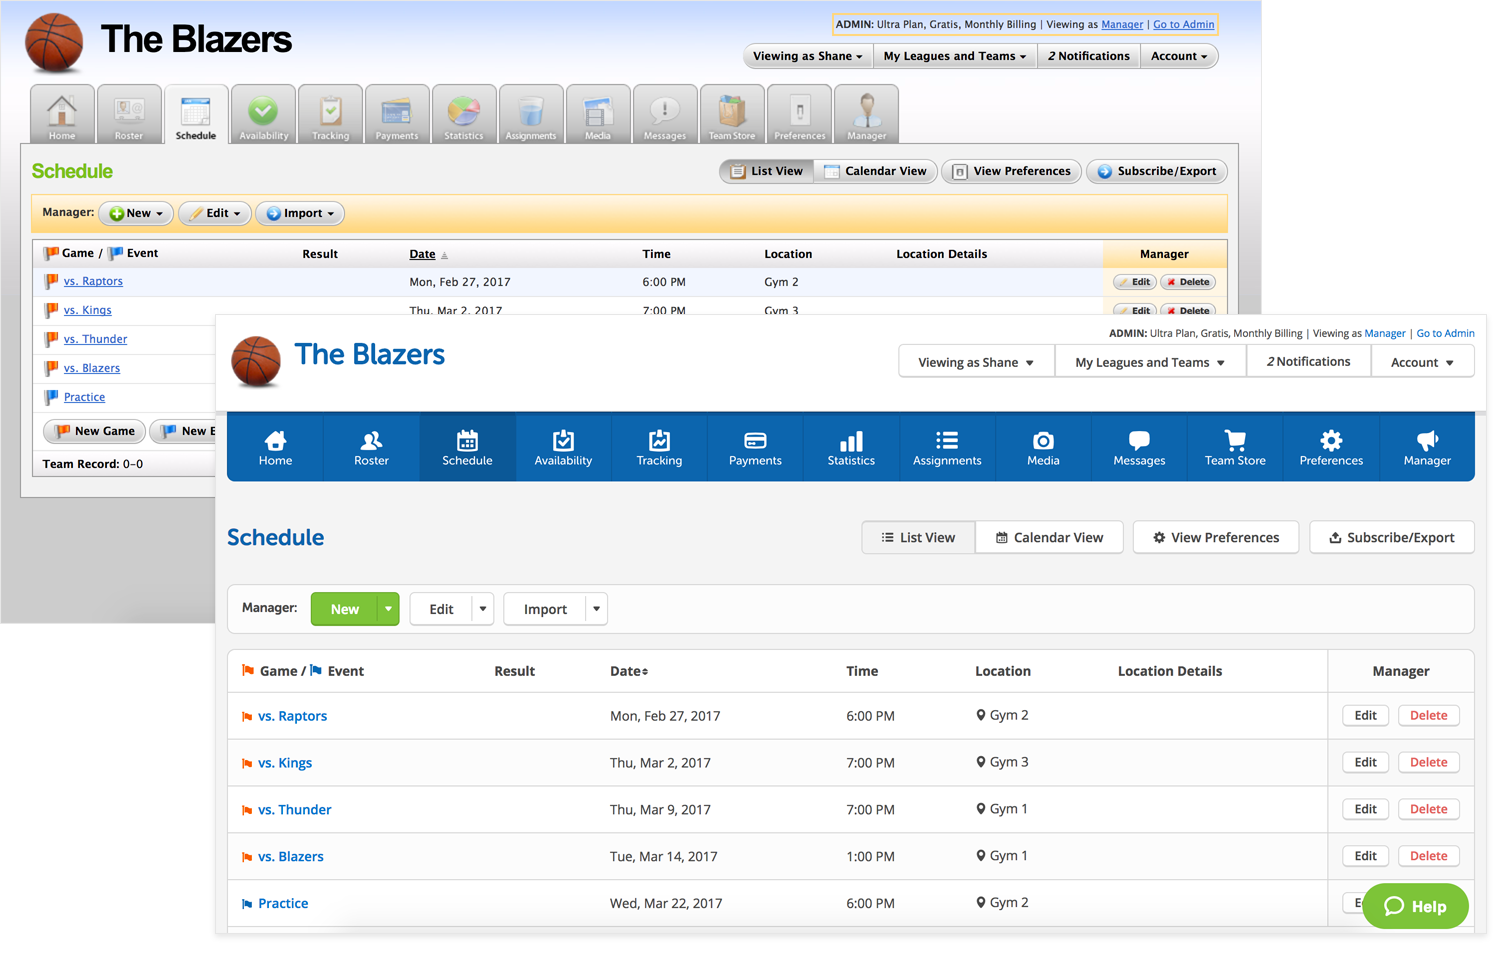 The Blazers
ADMIN: Ultra Plan, Gratis, Monthly Billing | Viewing as Manager | Go to Admin
Viewing as Shane My Leagues and Teams 2 Notifications Account
Home Roster Schedule Availability Tracking Payments Statistics Assignments Media Messages Team Store Preferences Manager
Schedule List View Calendar View View Preferences Subscribe/Export
Manager: New Edit Import
Game / Event Result Date Time Location Location Details Manager
vs. Raptors Mon, Feb 27, 2017 6:00 PM Gym 2 Edit Delete
vs. Kings Thu, Mar 2, 2017 7:00 PM Gym 3 Edit Delete
vs. Thunder
vs. Blazers
Practice
New Game New E
Team Record: 0-0
ADMIN: Ultra Plan, Gratis, Monthly Billing | Viewing as Manager | Go to Admin
The Blazers
Viewing as Shane My Leagues and Teams 2 Notifications Account
Home Roster Schedule Availability Tracking Payments Statistics Assignments Media Messages Team Store Preferences Manager
Schedule List View Calendar View View Preferences Subscribe/Export
Manager: New Edit Import
Game / Event Result Date Time Location Location Details Manager
vs. Raptors Mon, Feb 27, 2017 6:00 PM Gym 2 Edit Delete
vs. Kings Thu, Mar 2, 2017 7:00 PM Gym 3 Edit Delete
vs. Thunder Thu, Mar 9, 2017 7:00 PM Gym 1 Edit Delete
vs. Blazers Tue, Mar 14, 2017 1:00 PM Gym 1 Edit Delete
Practice Wed, Mar 22, 2017 6:00 PM Gym 2 E
Help